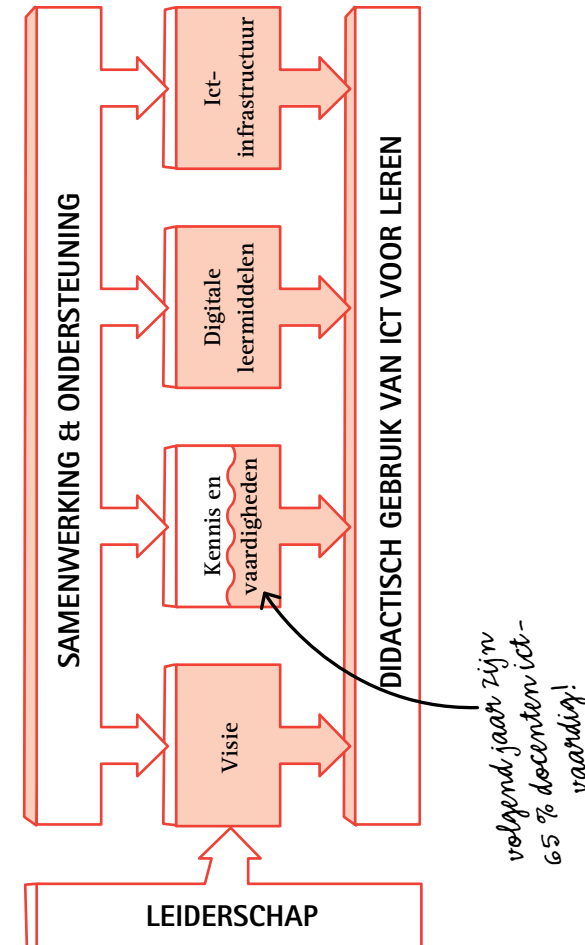 SAMENWERKING & ONDERSTEUNING
Ict-
infrastructuur
Digitale
leermiddelen
Kennis en
vaardigheden
Visie
DIDACTISCH GEBRUIK VAN ICT VOOR LEREN
LEIDERSCHAP
volgend jaar zijn
65 % docenten ict-
vaardig!